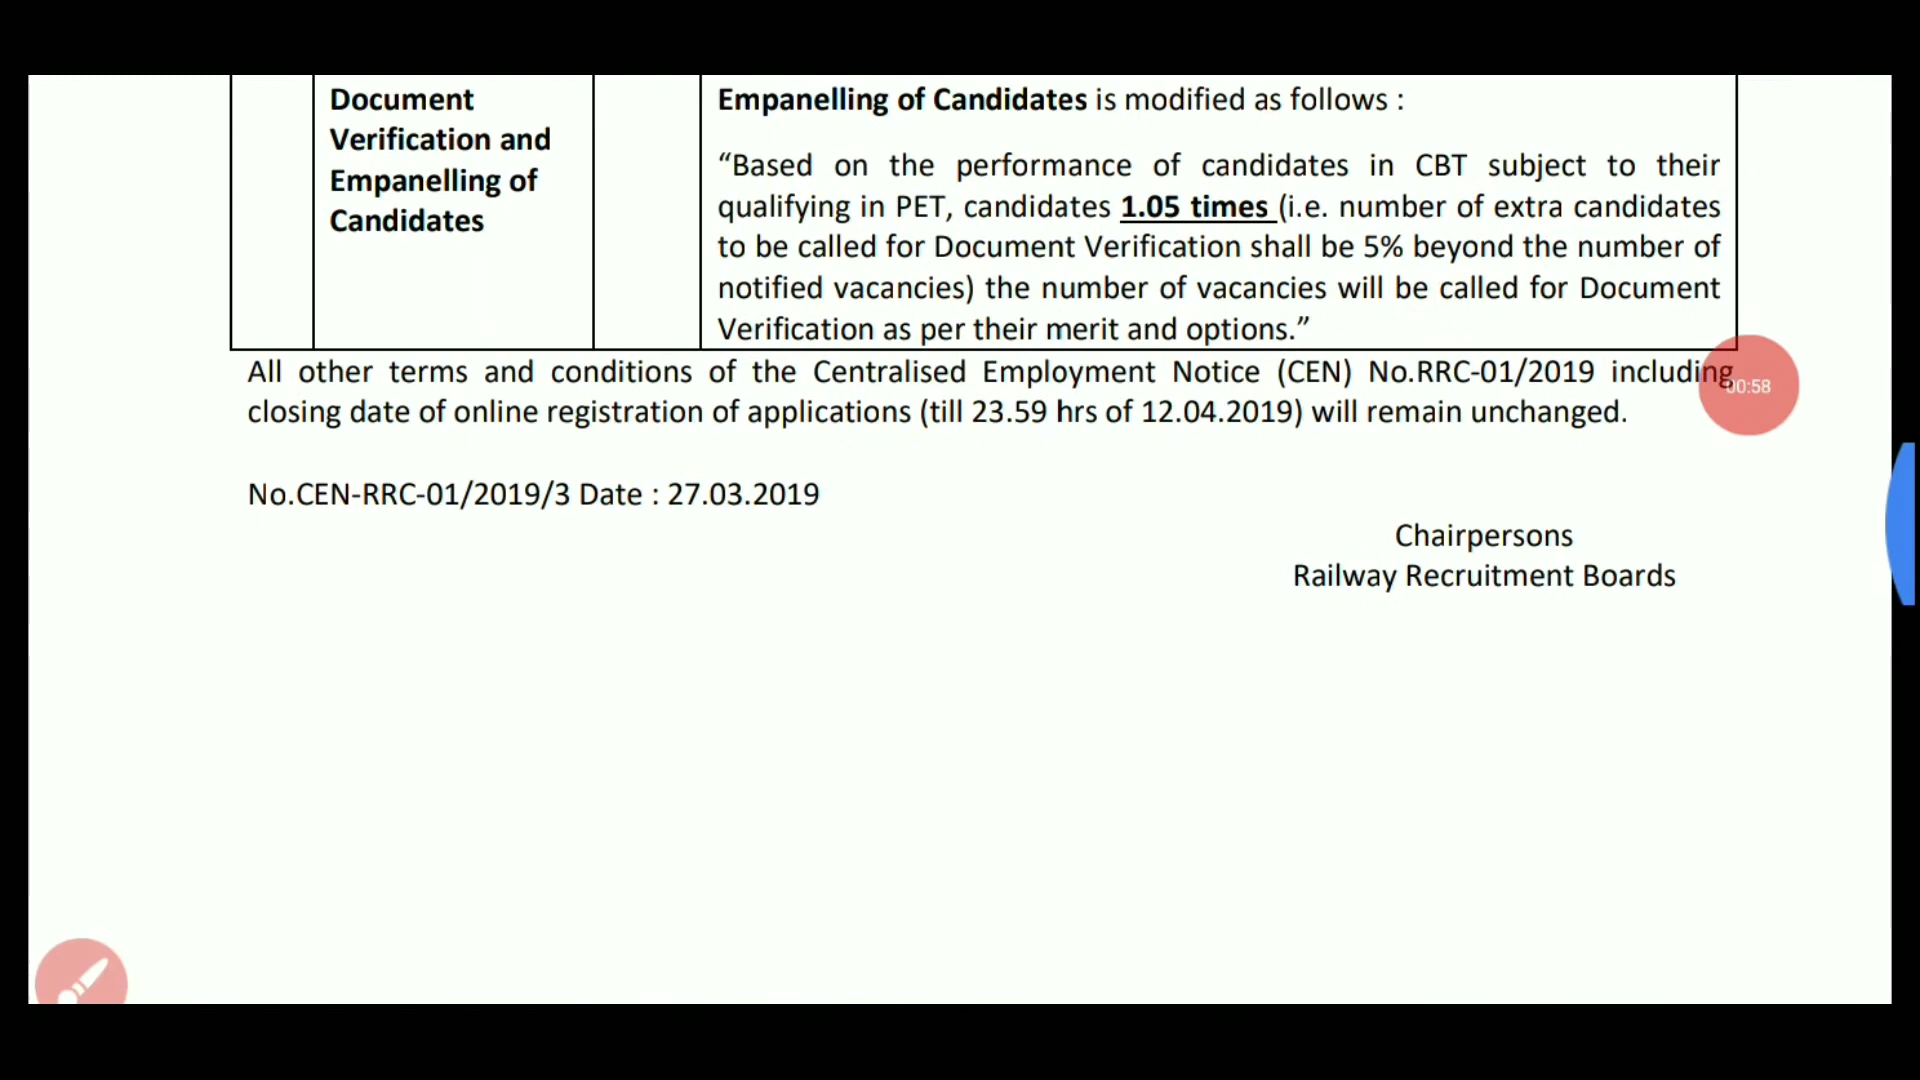 Document
Verification and
Empanelling of
Candidates
Empanelling of Candidates is modified as follows :
“Based on the performance of candidates in CBT subject to their
qualifying in PET, candidates 1.05 times (i.e. number of extra candidates
to be called for Document Verification shall be 5% beyond the number of
notified vacancies) the number of vacancies will be called for Document
Verification as per their merit and options.”
All other terms and conditions of the Centralised Employment Notice (CEN) No.RRC-01/2019 including
closing date of online registration of applications (till 23.59 hrs of 12.04.2019) will remain unchanged.
00:58
No.CEN-RRC-01/2019/3 Date : 27.03.2019
Chairpersons
Railway Recruitment Boards